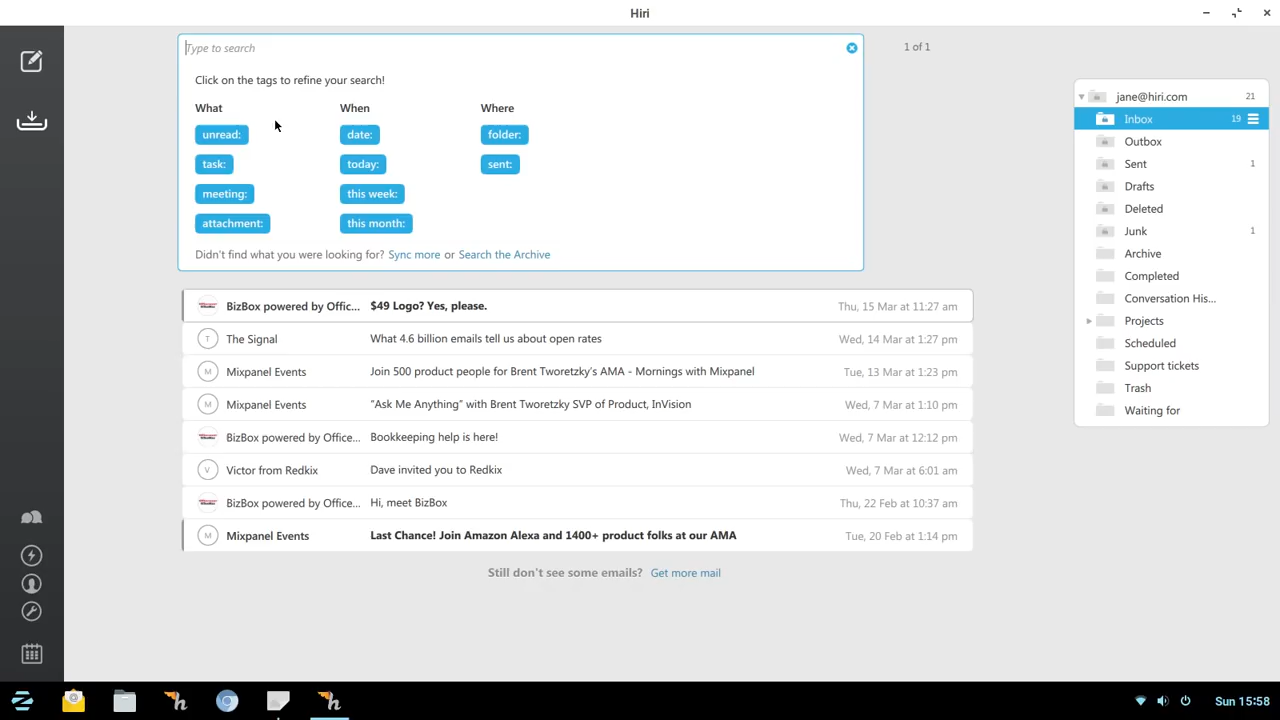 Hiri
Type to search
1 of 1
Click on the tags to refine your search!
What When Where
unread: date: folder:
task: today: sent:
meeting: this week:
attachment: this month:
Didn't find what you were looking for? Sync more or Search the Archive
BizBox powered by Offic... $49 Logo? Yes, please. Thu, 15 Mar at 11:27 am
T The Signal What 4.6 billion emails tell us about open rates Wed, 14 Mar at 1:27 pm
M Mixpanel Events Join 500 product people for Brent Tworetzky's AMA - Mornings with Mixpanel Tue, 13 Mar at 1:23 pm
M Mixpanel Events “Ask Me Anything” with Brent Tworetzky SVP of Product, InVision Wed, 7 Mar at 1:10 pm
BizBox powered by Office... Bookkeeping help is here! Wed, 7 Mar at 12:12 pm
V Victor from Redkix Dave invited you to Redkix Wed, 7 Mar at 6:01 am
BizBox powered by Office... Hi, meet BizBox Thu, 22 Feb at 10:37 am
M Mixpanel Events Last Chance! Join Amazon Alexa and 1400+ product folks at our AMA Tue, 20 Feb at 1:14 pm
Still don't see some emails? Get more mail
jane@hiri.com 21
Inbox 19
Outbox
Sent 1
Drafts
Deleted
Junk 1
Archive
Completed
Conversation His...
Projects
Scheduled
Support tickets
Trash
Waiting for
Sun 15:58